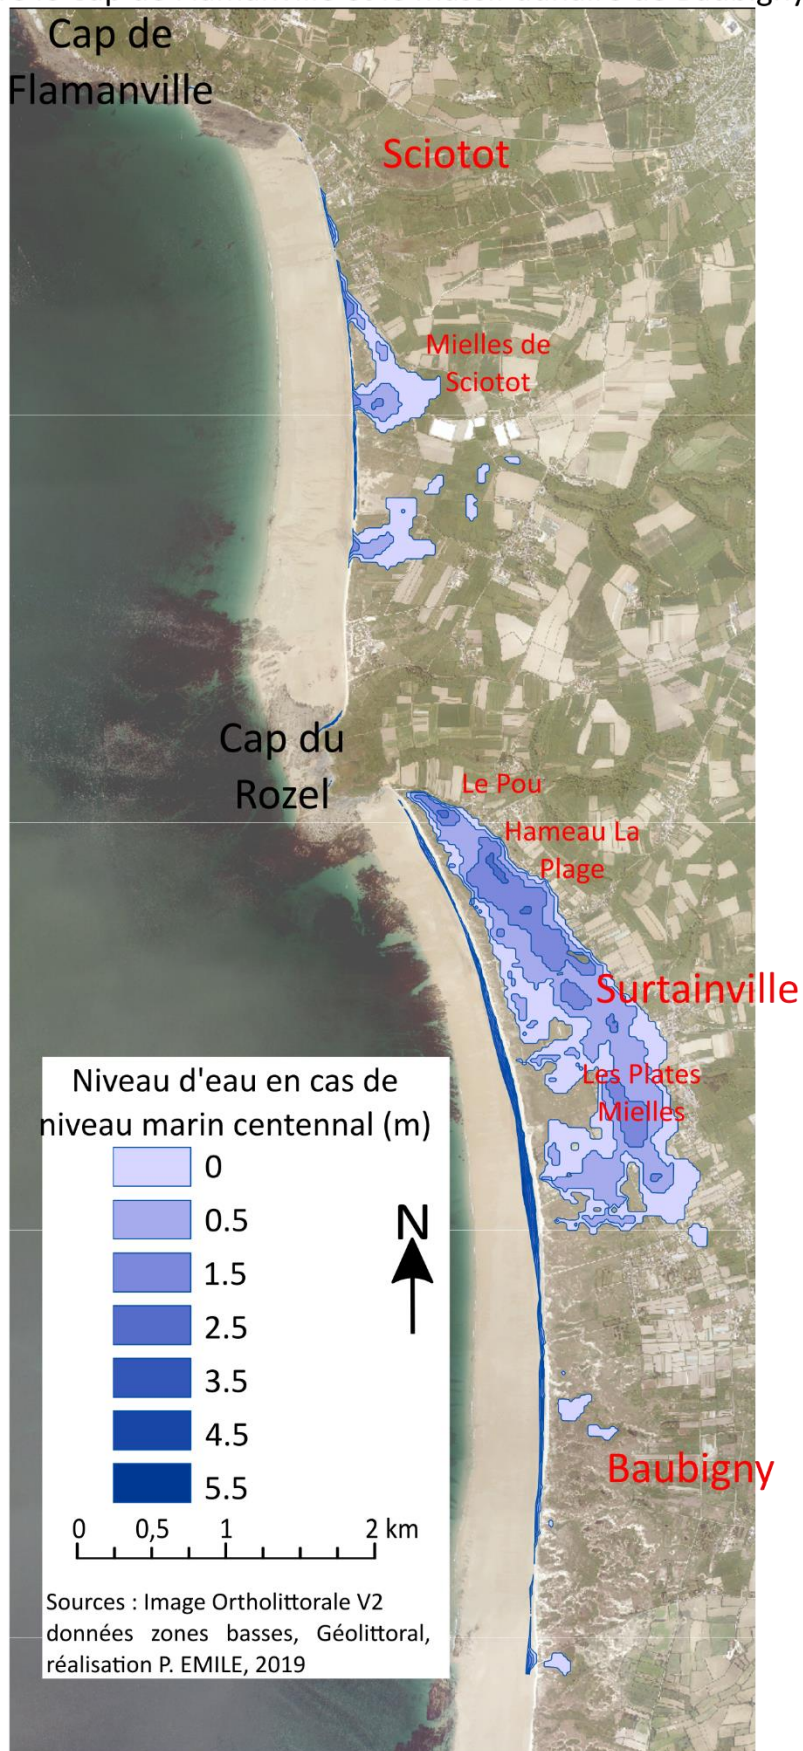 Cap de
Flamanville
Sciotot
Mielles de
Sciotot
Cap du
Rozel
Le Pou
Hameau La
Plage
Surtainville
Les Plates
Mielles
Niveau d'eau en cas de
niveau marin centennal (m)
0
0.5
1.5
2.5
3.5
4.5
5.5
N
0 0,5 1 2 km
Baubigny
Sources : Image Ortholittorale V2
données zones basses, Géolittoral,
réalisation P. EMILE, 2019